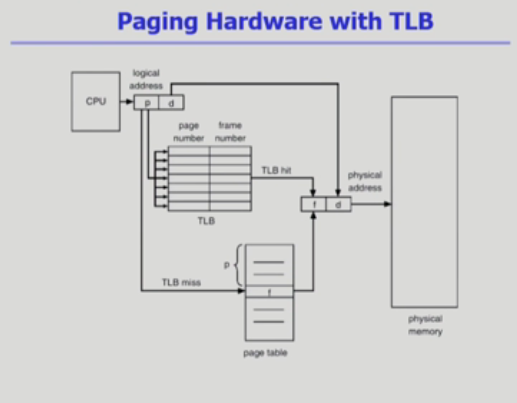 Paging Hardware with TLB
logical
address
CPU
p d
page
number
frame
number
TLB hit
physical
address
f d
TLB
p
TLB miss
f
physical
memory
page table